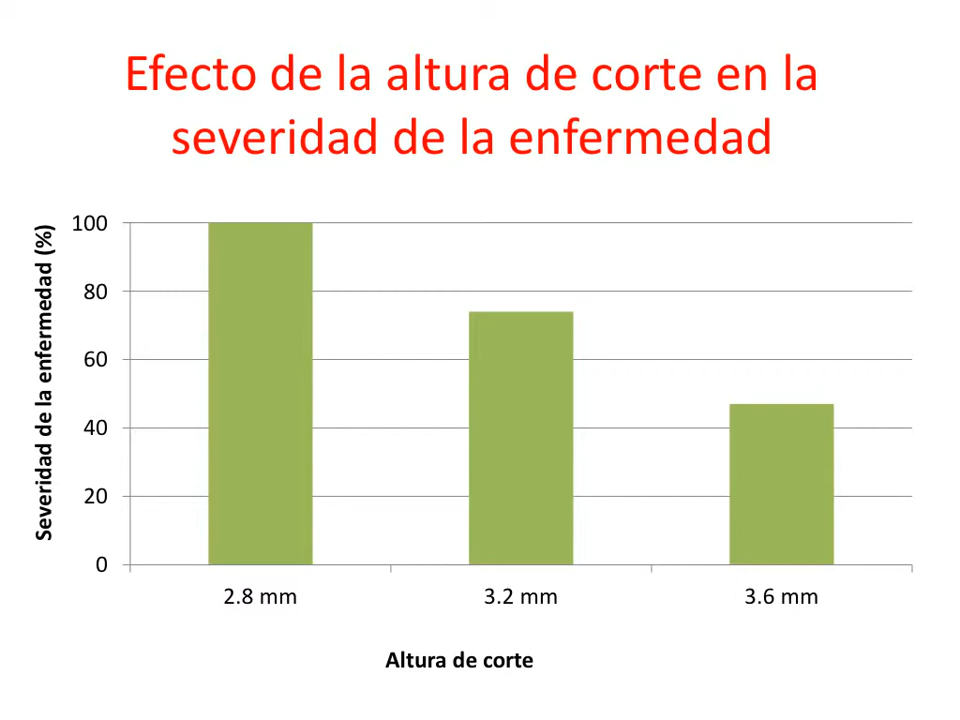 Efecto de la altura de corte en la
severidad de la enfermedad
Severidad de la enfermedad (%)
100
80
60
40
20
0
2.8 mm
3.2 mm
3.6 mm
Altura de corte